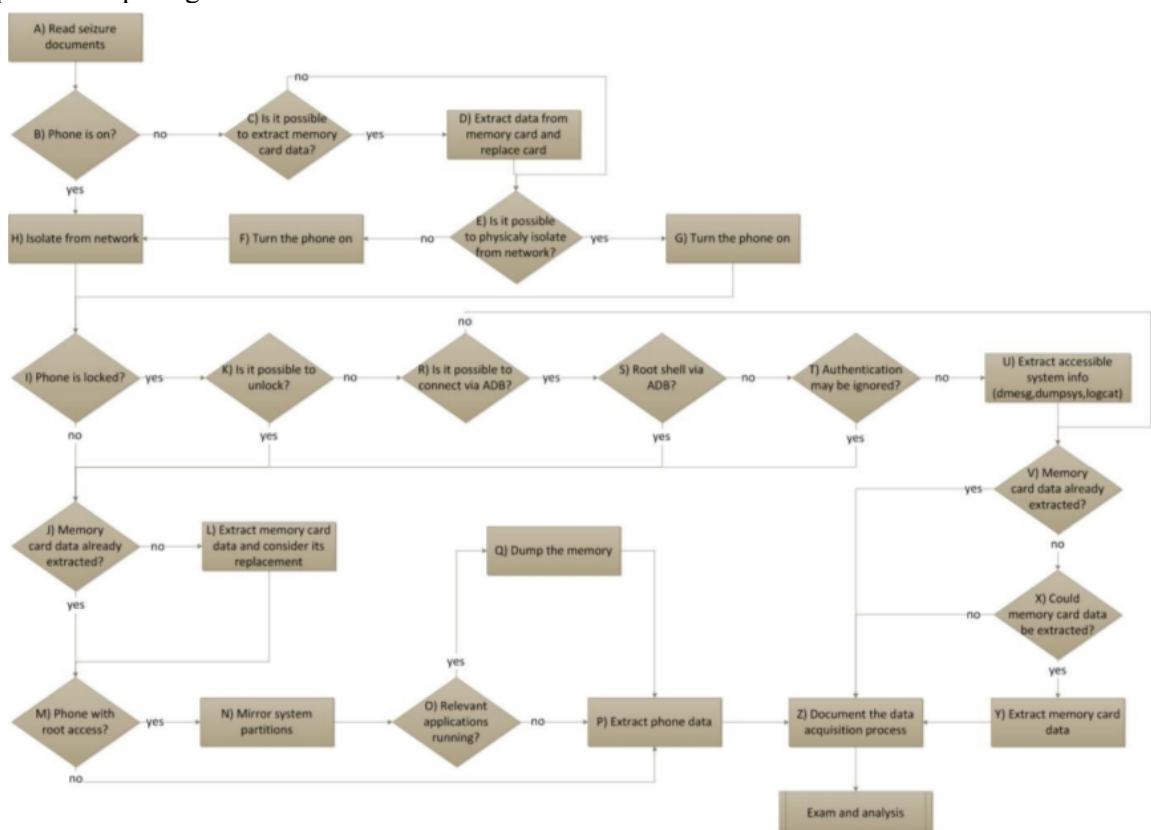 A) Read seizure
documents
no
B) Phone is on?
no
C) Is it possible
to extract memory
card data?
yes
D) Extract data from
memory card and
replace card
yes
H) Isolate from network
F) Turn the phone on
no
E) Is it possible
to physicaly isolate
from network?
yes
G) Turn the phone on
no
I) Phone is locked?
yes
K) Is it possible to
unlock?
no
R) Is it possible to
connect via ADB?
yes
S) Root shell via
ADB?
no
T) Authentication
may be ignored?
no
U) Extract accessible
system info
(dmesg,dumpsys,logcat)
no
yes
yes
yes
V) Memory
card data already
extracted?
yes
no
J) Memory
card data already
extracted?
no
L) Extract memory card
data and consider its
replacement
Q) Dump the memory
X) Could
memory card data
be extracted?
no
yes
yes
yes
M) Phone with
root access?
yes
N) Mirror system
partitions
O) Relevant
applications
running?
no
P) Extract phone data
Z) Document the data
acquisition process
Y) Extract memory card
data
no
Exam and analysis